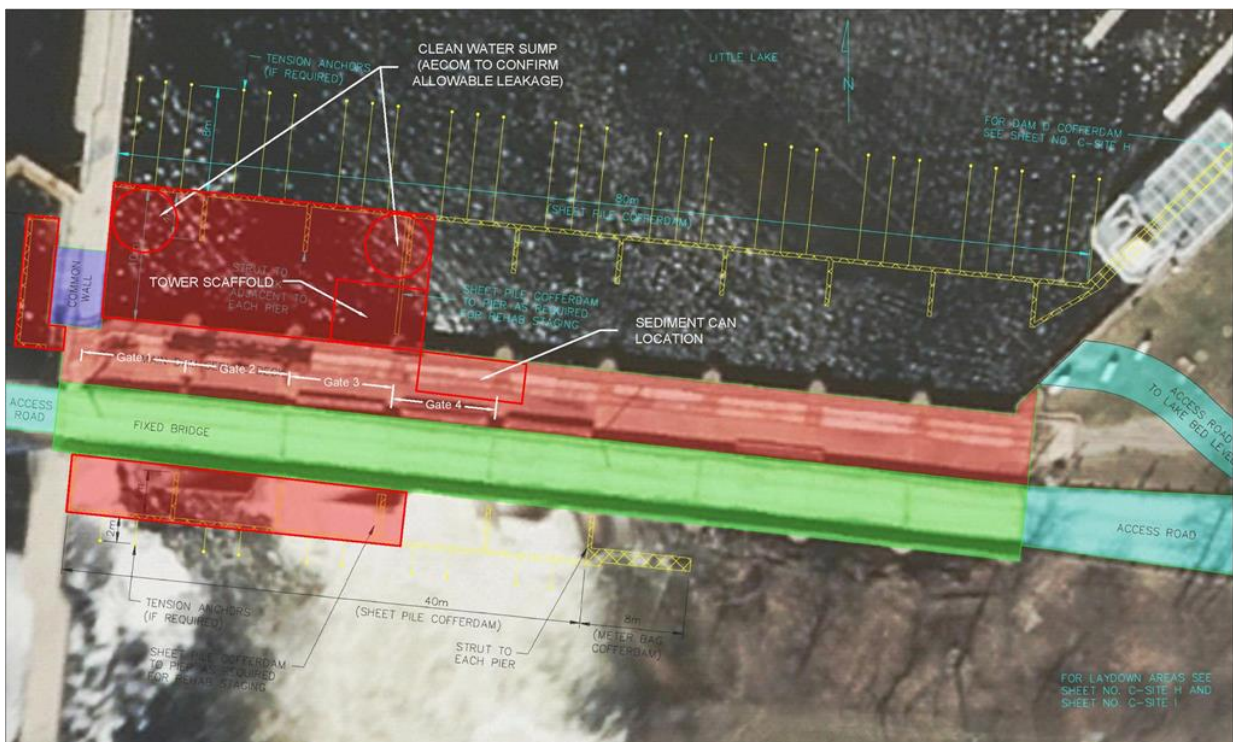 CLEAN WATER SUMP
(AECOM TO CONFIRM
ALLOWABLE LEAKAGE)
TENSION ANCHORS
(IF REQUIRED)
LITTLE LAKE
N
FOR DAM D COFFERDAM
SEE SHEET NO. C-SITE H
8m
80m
(SHEET PILE COFFERDAM)
COMMON
WALL
TOWER SCAFFOLD
STRUT TO
ADJACENT TO
EACH PIER
SHEET PILE COFFERDAM
TO PIER AS REQUIRED
FOR REHAB STAGING
SEDIMENT CAN
LOCATION
Gate 1
Gate 2
Gate 3
Gate 4
ACCESS
ROAD
FIXED BRIDGE
ACCESS ROAD
TO LAKE BED LEVEL
ACCESS ROAD
2m
TENSION ANCHORS
(IF REQUIRED)
40m
(SHEET PILE COFFERDAM)
8m
(METER BAG
COFFERDAM)
STRUT TO
EACH PIER
SHEET PILE COFFERDAM
TO PIER AS REQUIRED
FOR REHAB STAGING
FOR LAYDOWN AREAS SEE
SHEET NO. C-SITE H AND
SHEET NO. C-SITE I